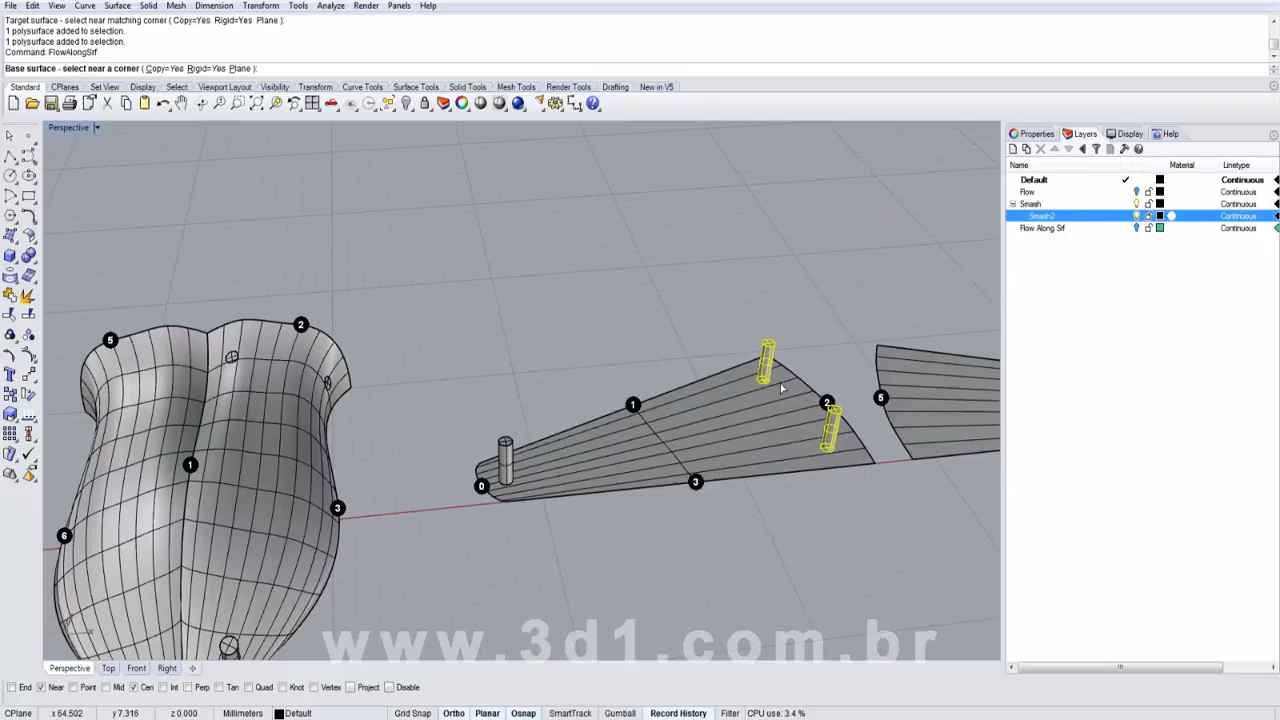 File Edit View Curve Surface Solid Mesh Dimension Transform Tools Analyze Render Panels Help
Target surface - select near matching corner ( Copy=Yes Rigid=Yes Plane ):
1 polysurface added to selection.
1 polysurface added to selection.
Command: FlowAlongSrf
Base surface - select near a corner ( Copy=Yes Rigid=Yes Plane ):
Standard CPlanes Set View Display Select Viewport Layout Visibility Transform Curve Tools Surface Tools Solid Tools Mesh Tools Render Tools Drafting New in V5
Perspective
Properties Layers Display Help
Name Material Linetype
Default Continuous
Flow Continuous
Smash Continuous
Smash2 Continuous
Flow Along Srf Continuous
5 2
1 2 5
1 3
0 3
6
www.3d1.com.br
Perspective Top Front Right
End Near Point Mid Cen Int Perp Tan Quad Knot Vertex Project Disable
CPlane x 64.502 y 7.316 z 0.000 Millimeters Default Grid Snap Ortho Planar Osnap SmartTrack Gumball Record History Filter CPU use: 3.4 %